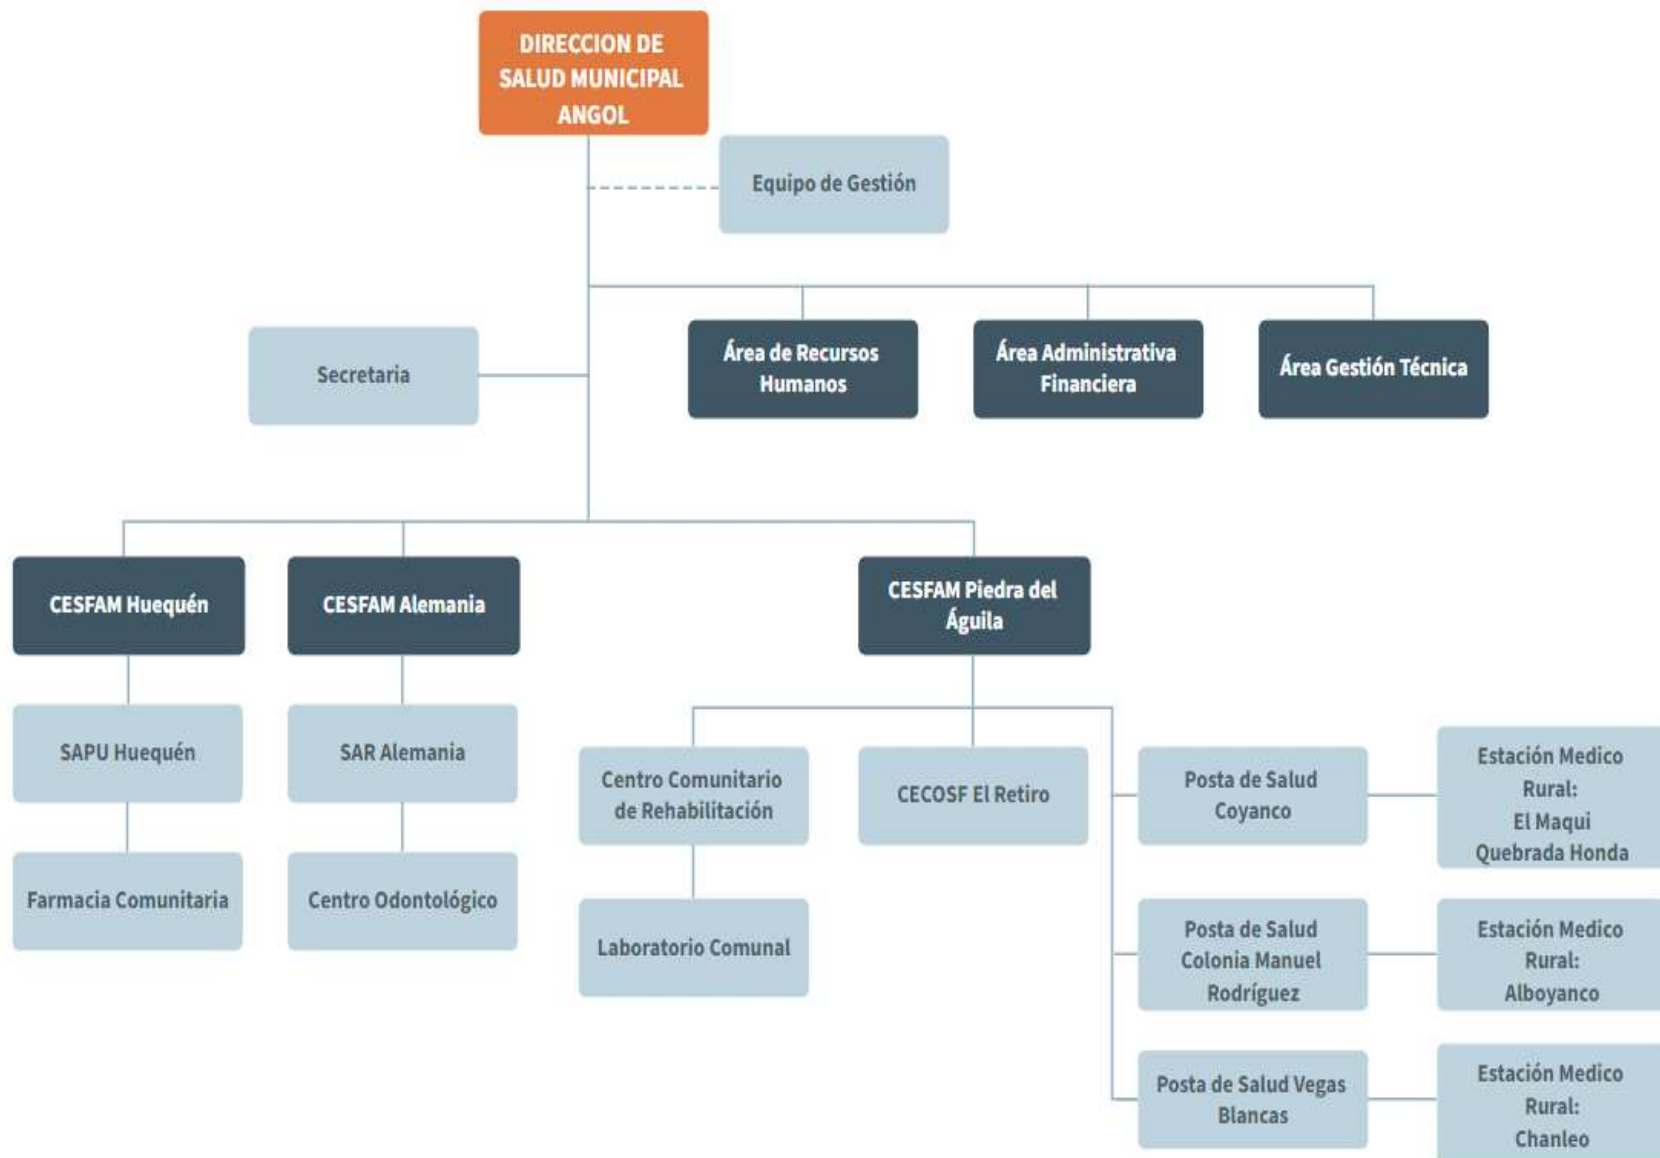 DIRECCION DE
SALUD MUNICIPAL
ANGOL
Equipo de Gestión
Secretaria
Área de Recursos
Humanos
Área Administrativa
Financiera
Área Gestión Técnica
CESFAM Huequén
CESFAM Alemania
CESFAM Piedra del
Águila
SAPU Huequén
SAR Alemania
Centro Comunitario
de Rehabilitación
CECOSF El Retiro
Posta de Salud
Coyanco
Estación Medico
Rural:
El Maqui
Quebrada Honda
Farmacia Comunitaria
Centro Odontológico
Laboratorio Comunal
Posta de Salud
Colonia Manuel
Rodríguez
Estación Medico
Rural:
Alboyanco
Posta de Salud Vegas
Blancas
Estación Medico
Rural:
Chanleo